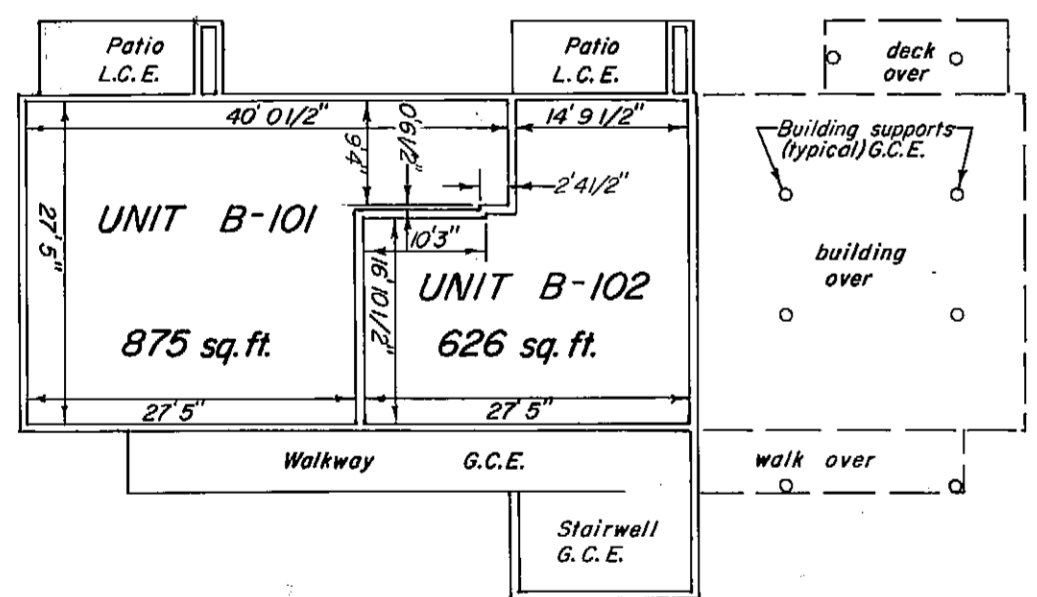 Patio
L.C.E.
Patio
L.C.E.
deck
over
40' 0 1/2"
0'6 1/2"
9'4"
14' 9 1/2"
Building supports
(typical) G.C.E.
2'4 1/2"
27' 5"
UNIT B-101
10'3"
building
over
16' 10 1/2"
UNIT B-102
875 sq. ft.
626 sq. ft.
27' 5"
27' 5"
Walkway G.C.E.
walk over
Stairwell
G.C.E.